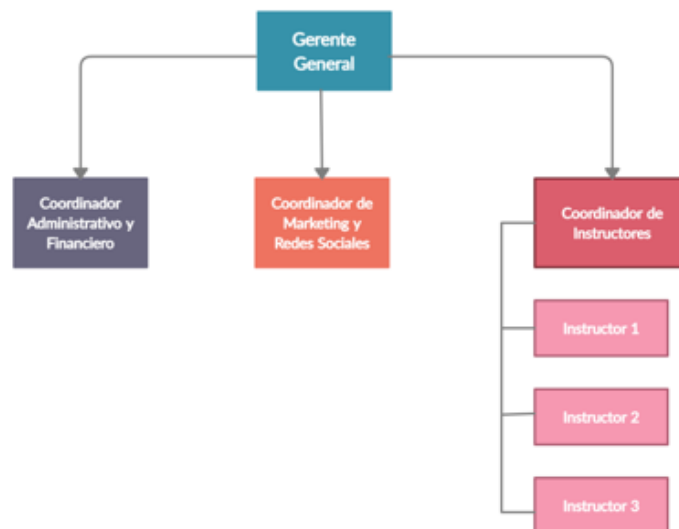 Gerente
General
Coordinador
Administrativo y
Financiero
Coordinador de
Marketing y
Redes Sociales
Coordinador de
Instructores
Instructor 1
Instructor 2
Instructor 3